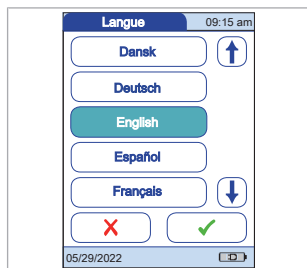 Langue 09:15 am
Dansk
Deutsch
English
Español
Français
05/29/2022